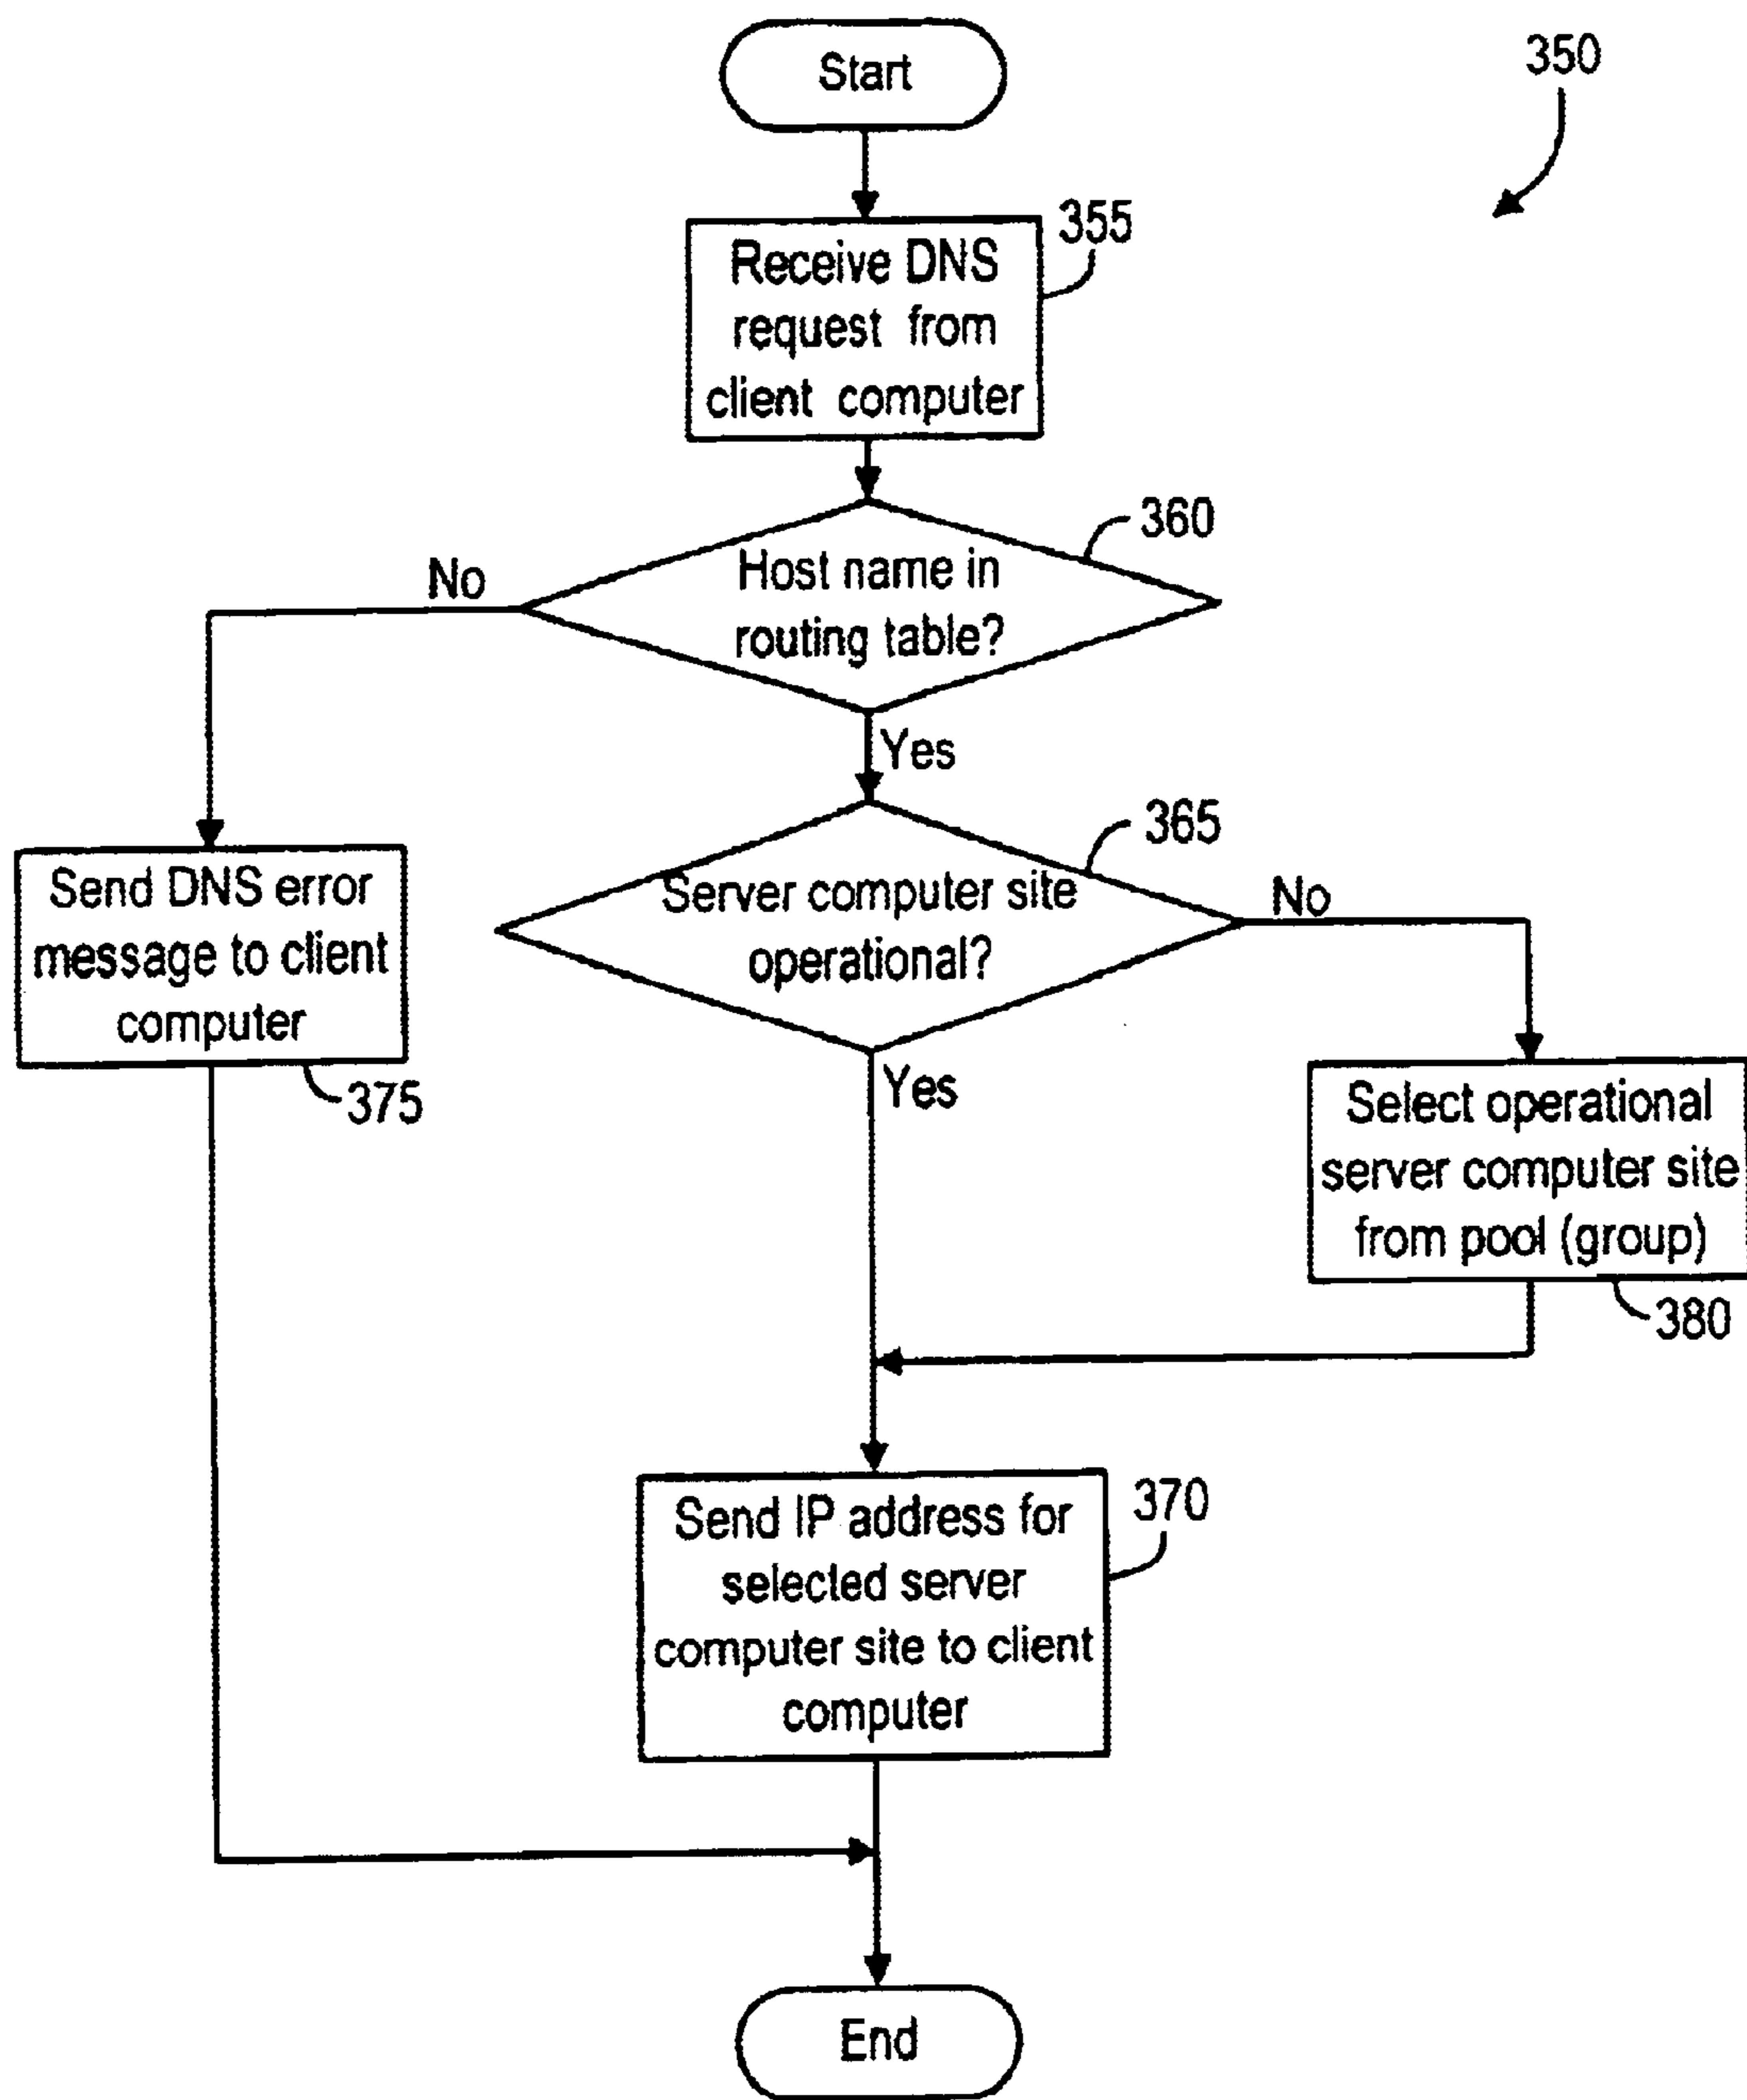 Start
350
355
Receive DNS
request from
client computer
360
Host name in
routing table?
No
Yes
365
Server computer site
operational?
No
Yes
Send DNS error
message to client
computer
375
Select operational
server computer site
from pool (group)
380
370
Send IP address for
selected server
computer site to client
computer
End